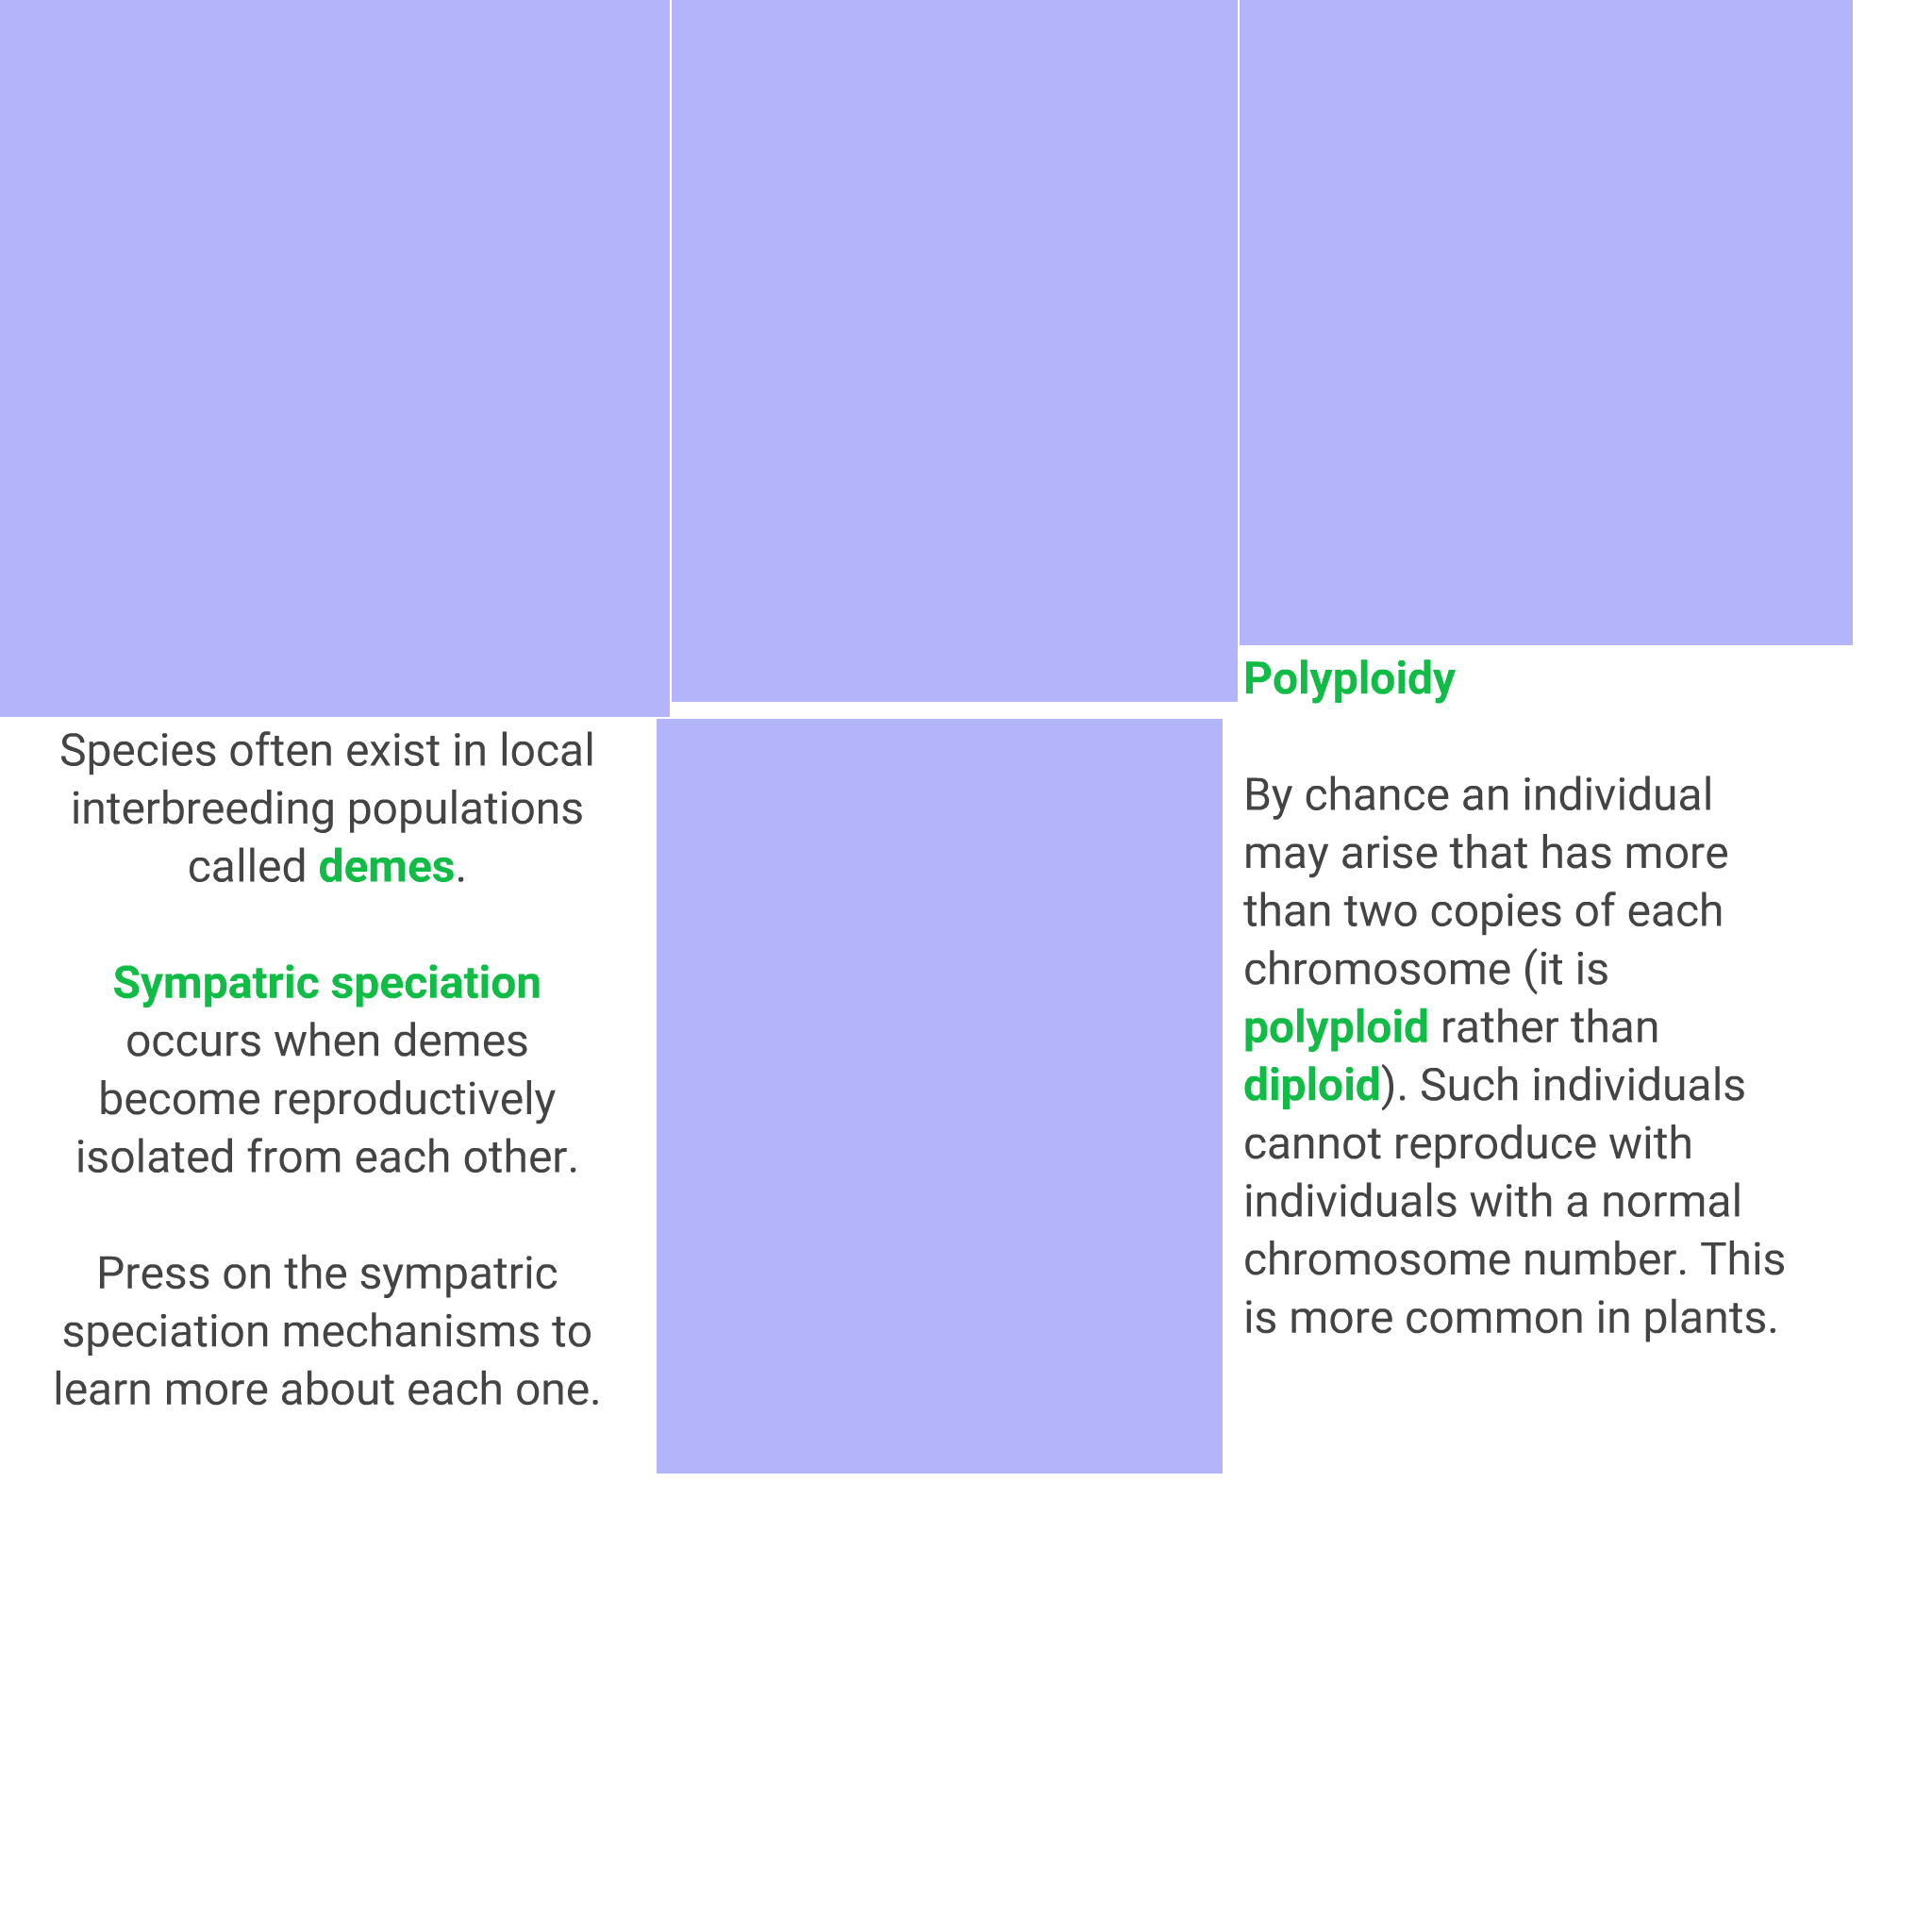 Species often exist in local
interbreeding populations
called demes.
Sympatric speciation
occurs when demes
become reproductively
isolated from each other.
Press on the sympatric
speciation mechanisms to
learn more about each one.
Polyploidy
By chance an individual
may arise that has more
than two copies of each
chromosome (it is
polyploid rather than
diploid). Such individuals
cannot reproduce with
individuals with a normal
chromosome number. This
is more common in plants.